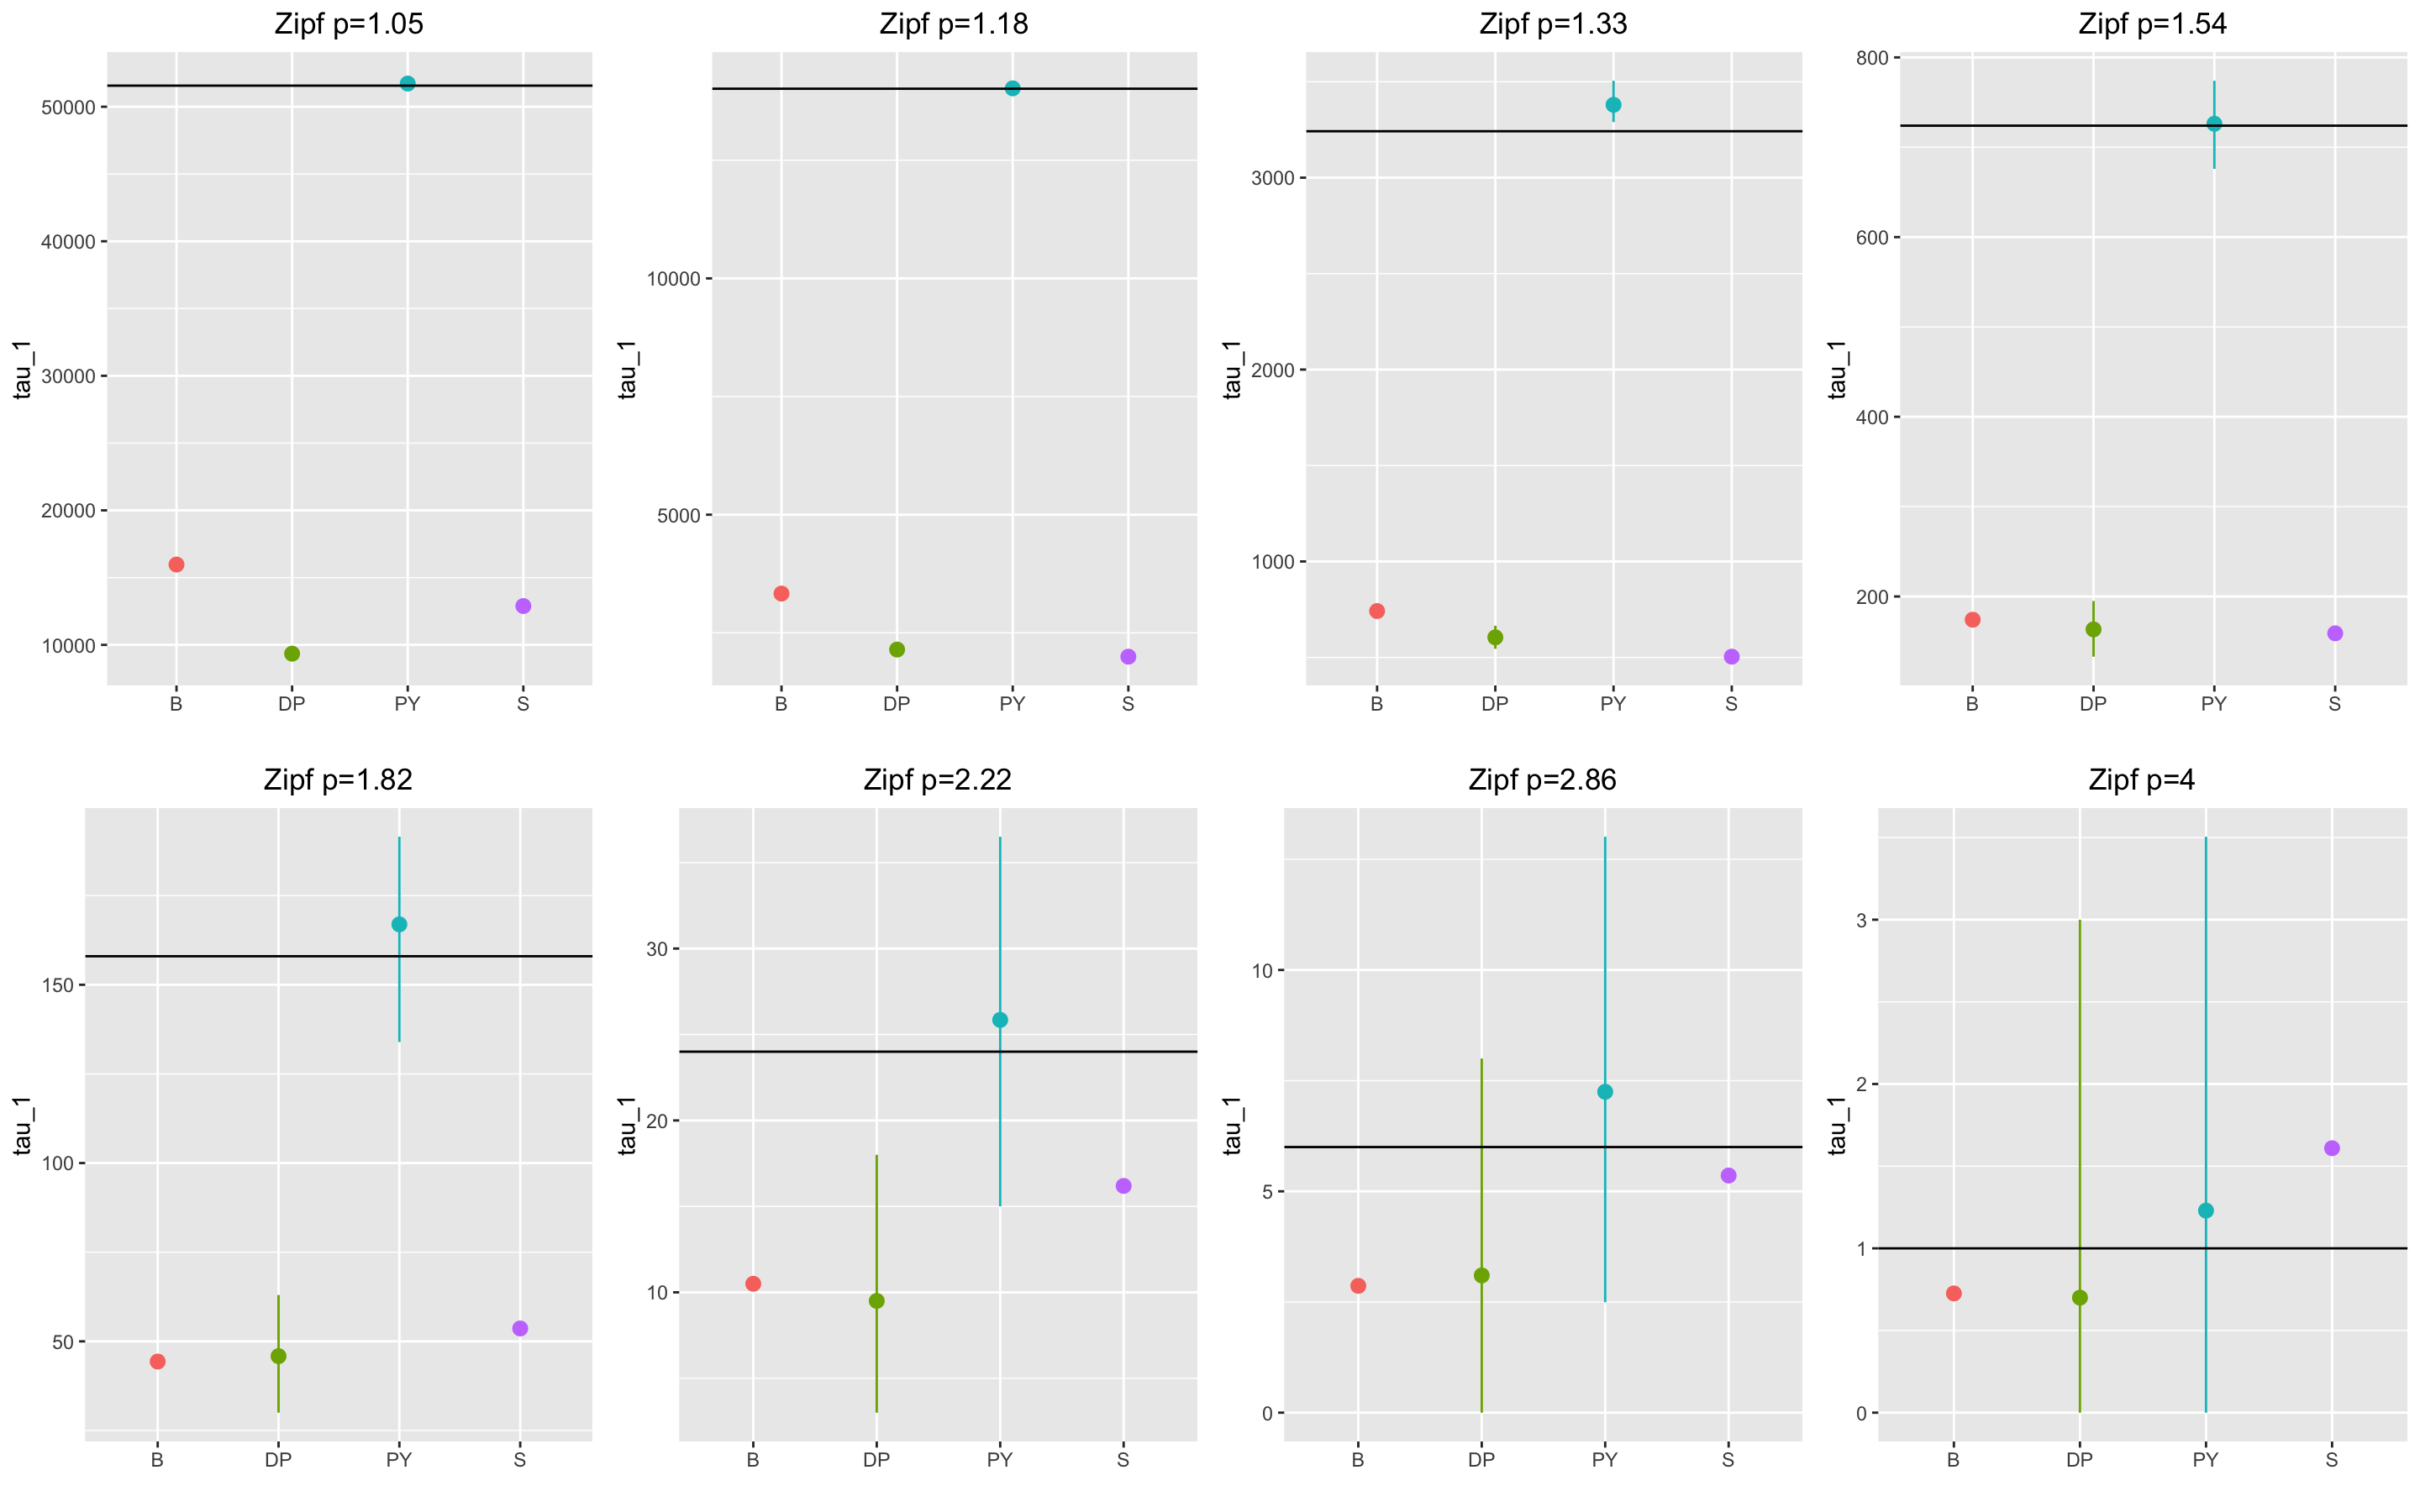 Zipf p=1.05
tau_1
50000
40000
30000
20000
10000
B DP PY S
Zipf p=1.18
tau_1
10000
5000
B DP PY S
Zipf p=1.33
tau_1
3000
2000
1000
B DP PY S
Zipf p=1.54
tau_1
800
600
400
200
B DP PY S
Zipf p=1.82
tau_1
150
100
50
B DP PY S
Zipf p=2.22
tau_1
30
20
10
B DP PY S
Zipf p=2.86
tau_1
10
5
0
B DP PY S
Zipf p=4
tau_1
3
2
1
0
B DP PY S